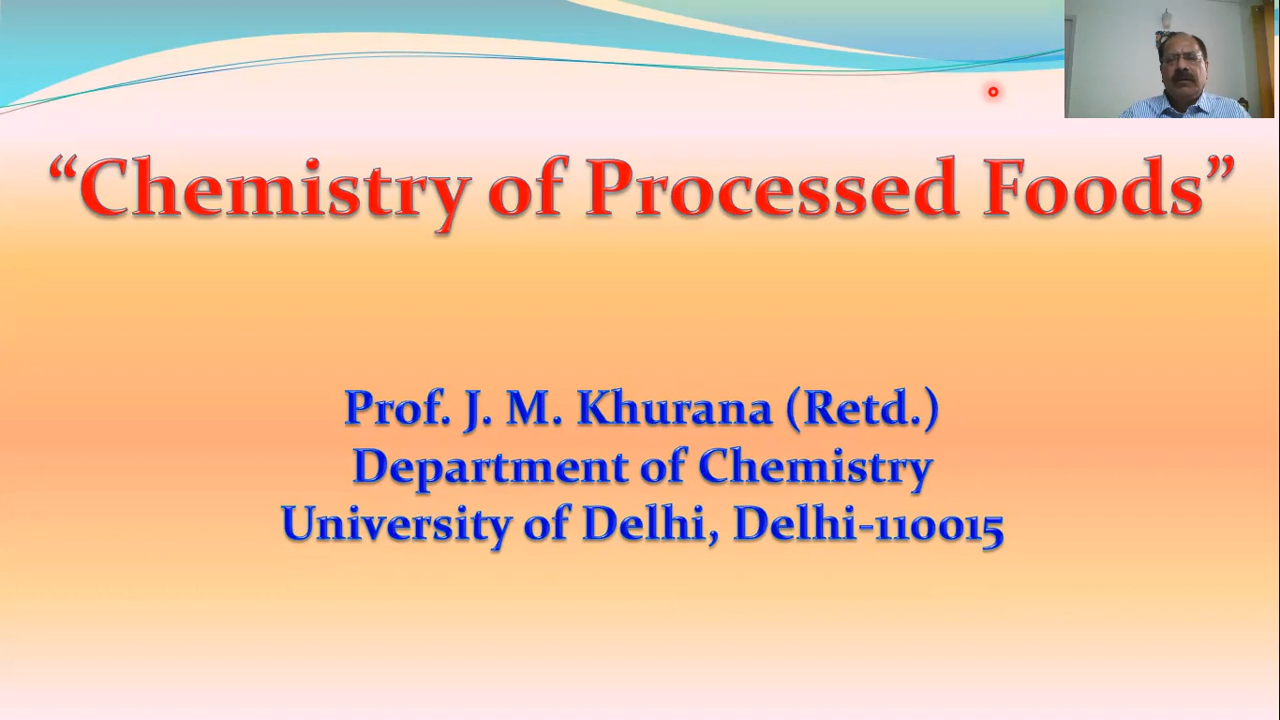 “Chemistry of Processed Foods”
Prof. J. M. Khurana (Retd.)
Department of Chemistry
University of Delhi, Delhi-110015